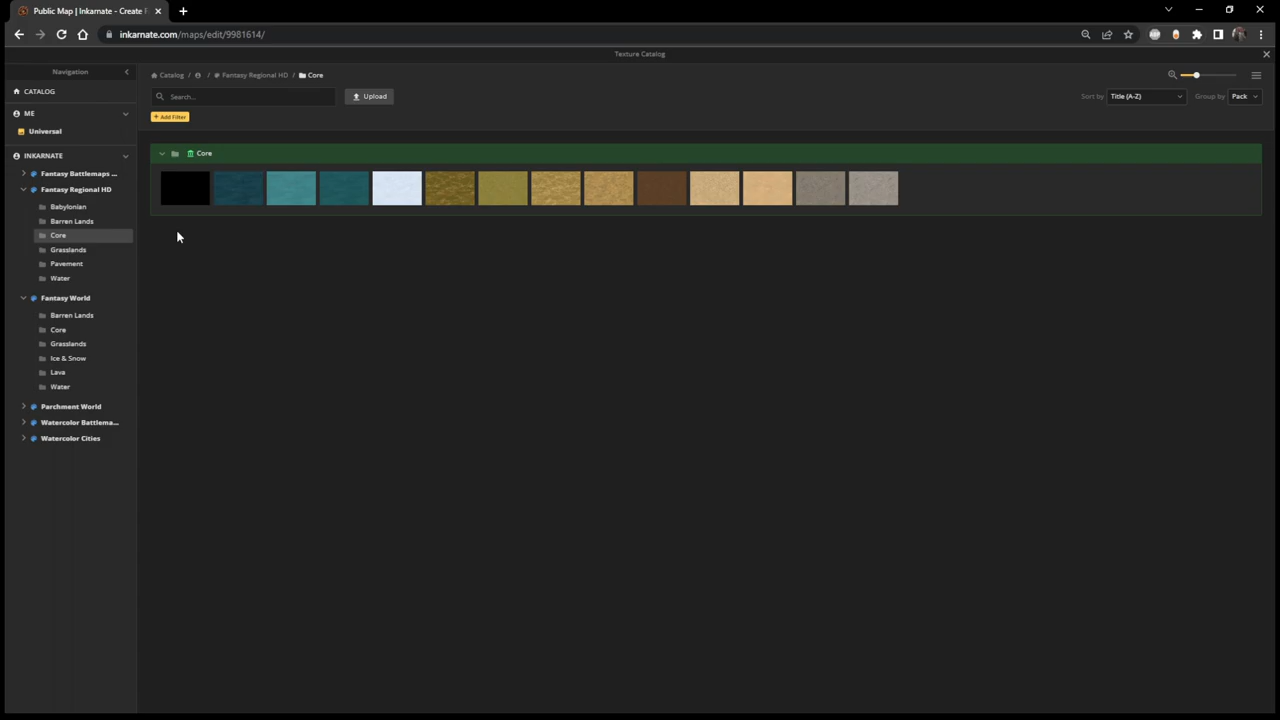 Public Map | Inkarnate - Create F
inkarnate.com/maps/edit/9981614/
Texture Catalog
Navigation
CATALOG
ME
Universal
INKARNATE
Fantasy Battlemaps ...
Fantasy Regional HD
Babylonian
Barren Lands
Core
Grasslands
Pavement
Water
Fantasy World
Barren Lands
Core
Grasslands
Ice & Snow
Lava
Water
Parchment World
Watercolor Battlema...
Watercolor Cities
Catalog / / Fantasy Regional HD / Core
Search...
Upload
Sort by Title (A-Z)
Group by Pack
+ Add Filter
Core